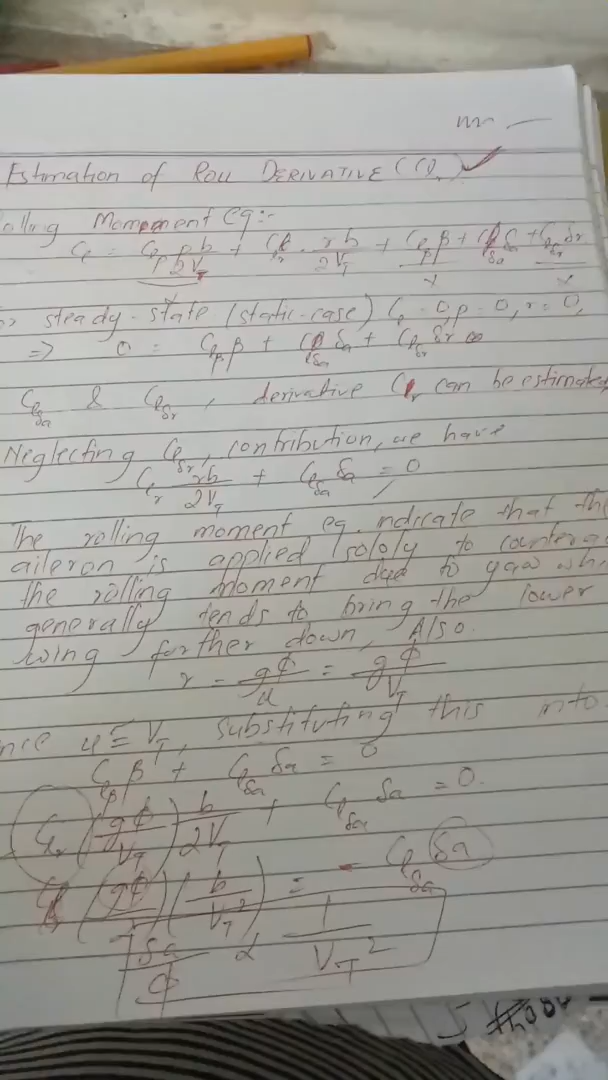 Estimation of ROLL DERIVATIVE (Cl
olling Momement eq:-
Cl = Clp pb/2VT + Clr · rb/2VT + Clβ β + Clδa δa + Clδr δr
steady-state (static-case) Cl = 0, p = 0, r = 0,
=> 0 = Clβ β + Clδa δa + Clδr δr
Clδa & Clδr, derivative Clr can be estimated
Neglecting Clδr, contribution, we have
Clr rb/2VT + Clδa δa = 0
The rolling moment eq. indicate that the
aileron is applied solely to counterac
the rolling moment due to yaw whi
generally tends to bring the lower
wing further down, Also.
r = gϕ/u = gϕ/VT
nce u ≡ VT, substituting this into
Clβ β + Clδa δa = 0
Clr (gϕ/VT) b/2VT + Clδa δa = 0.
(gϕ/2) (b/VT²) = - Clδa δa
δa/ϕ α 1/VT²